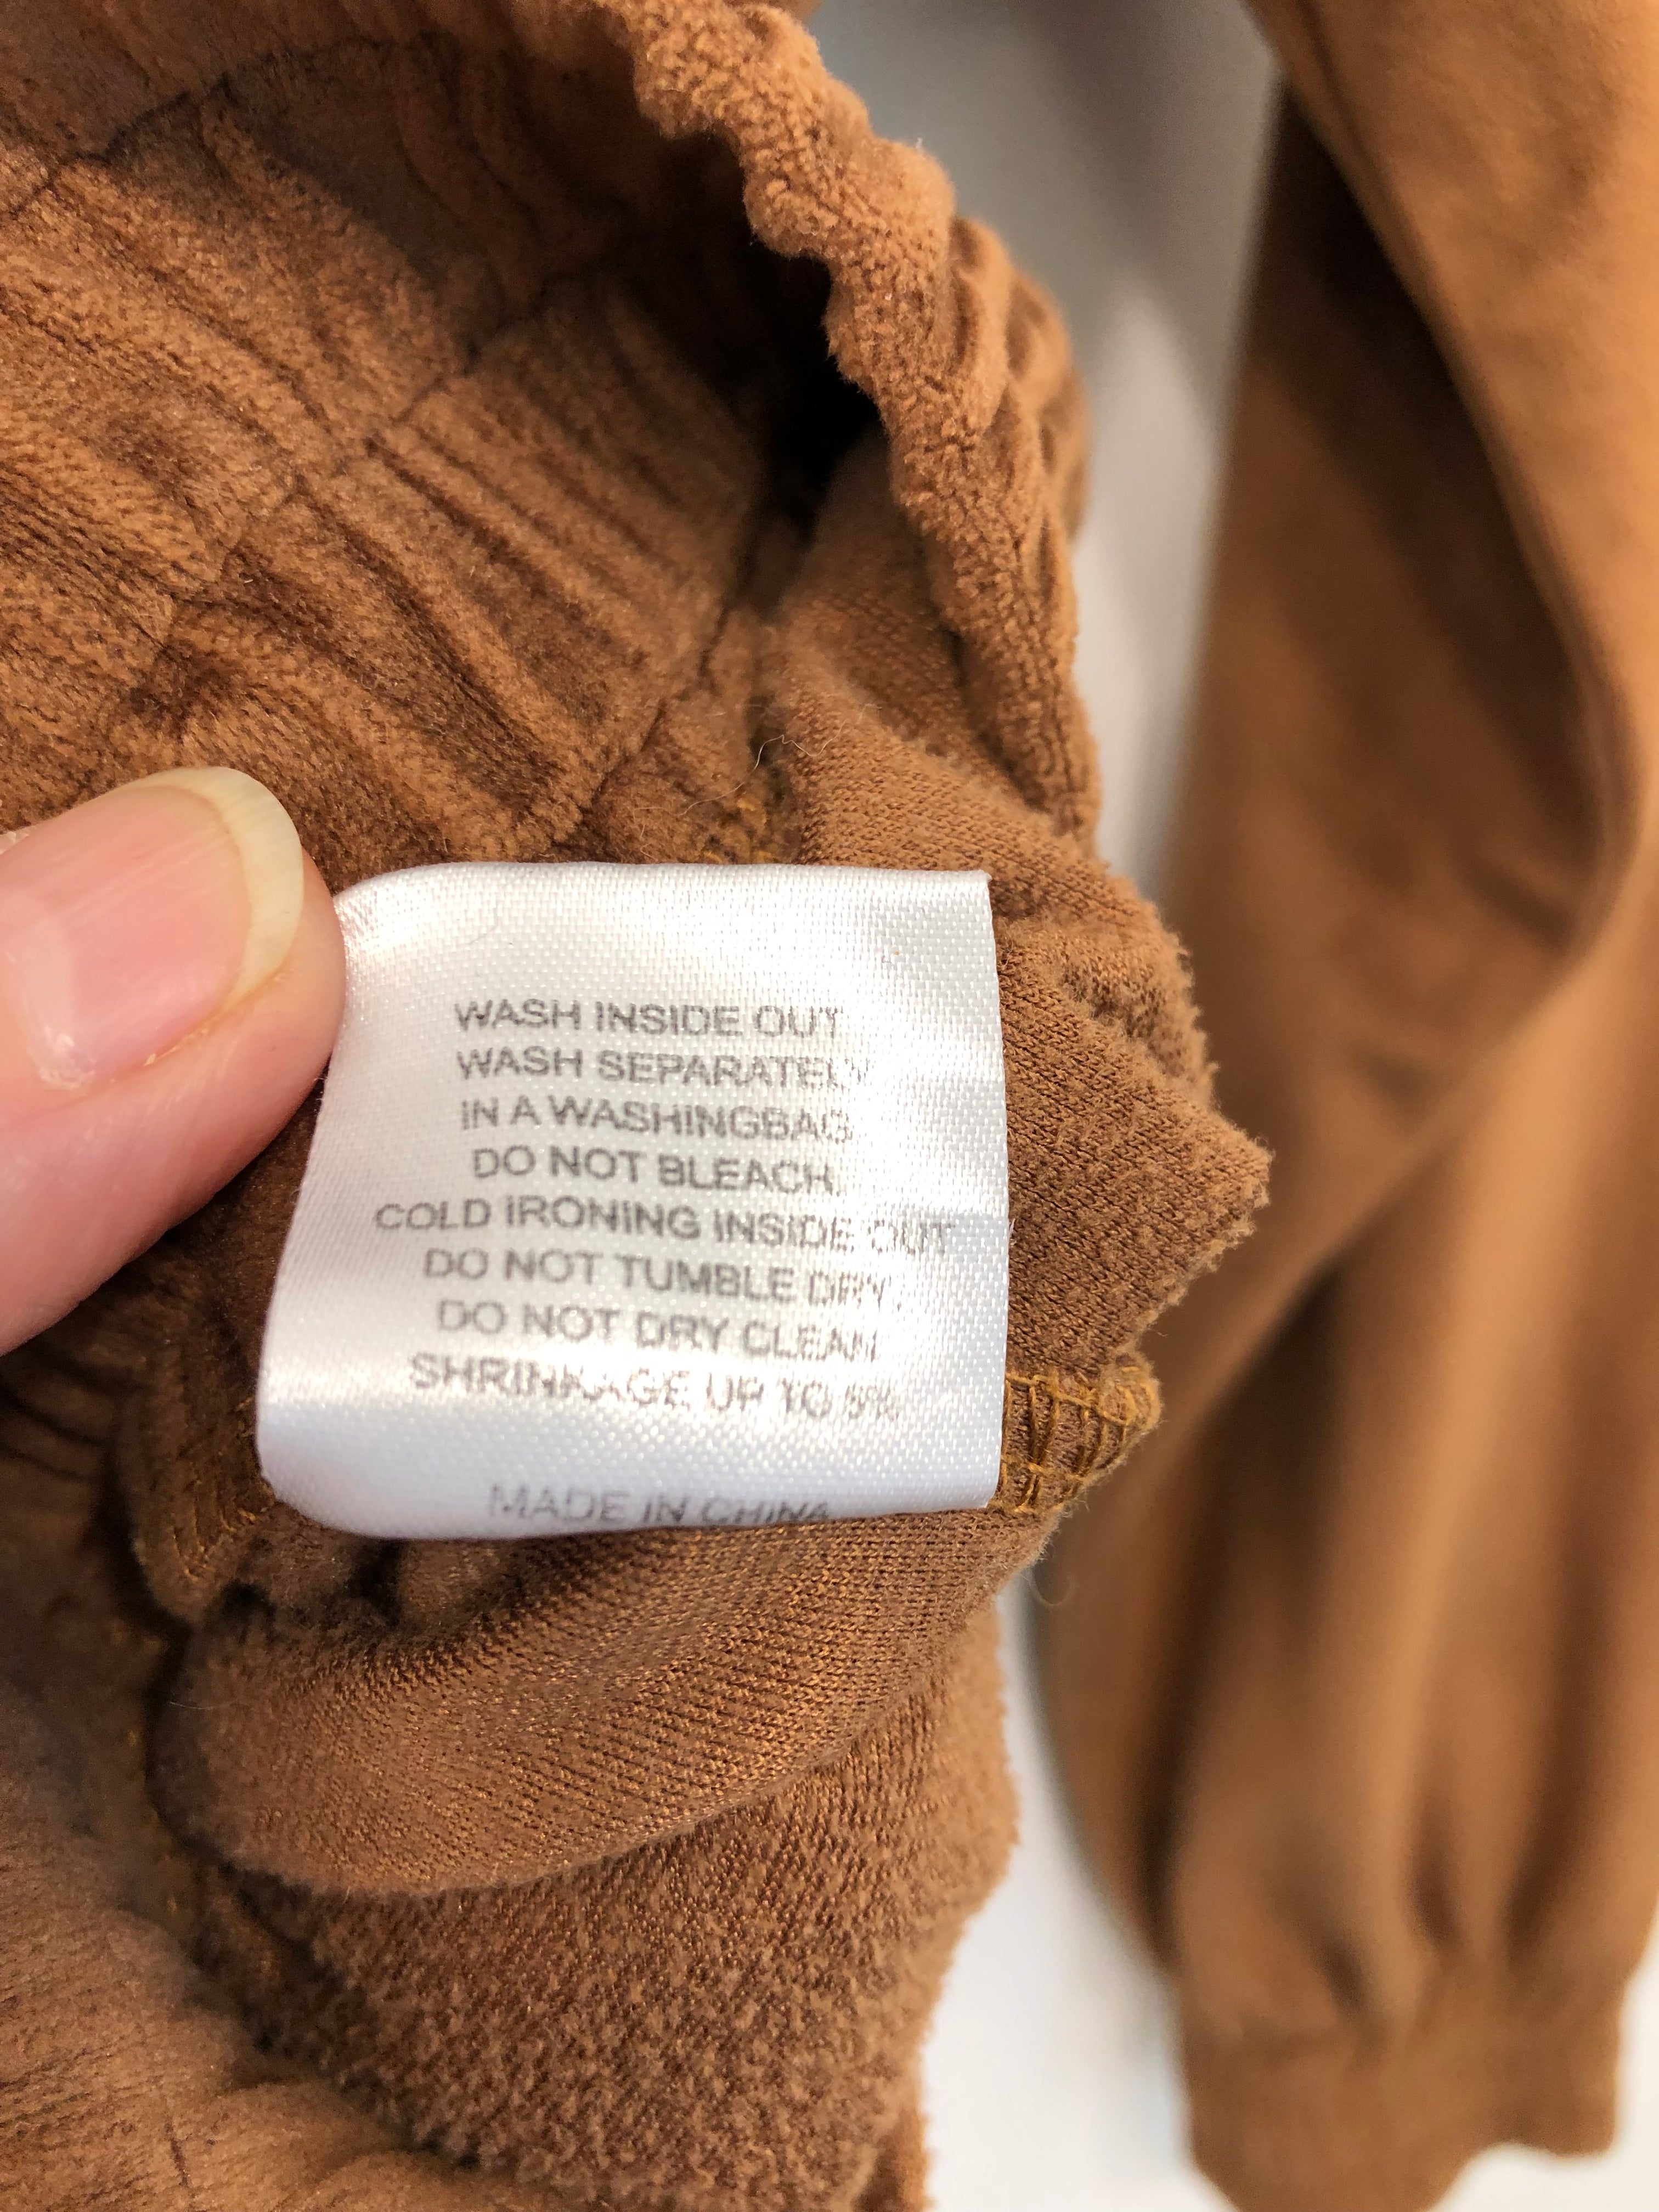 WASH INSIDE OUT
WASH SEPARATELY
IN A WASHINGBAG
DO NOT BLEACH,
COLD IRONING INSIDE OUT
DO NOT TUMBLE DRY,
DO NOT DRY CLEAN
SHRINKAGE UP TO 5%
MADE IN CHINA